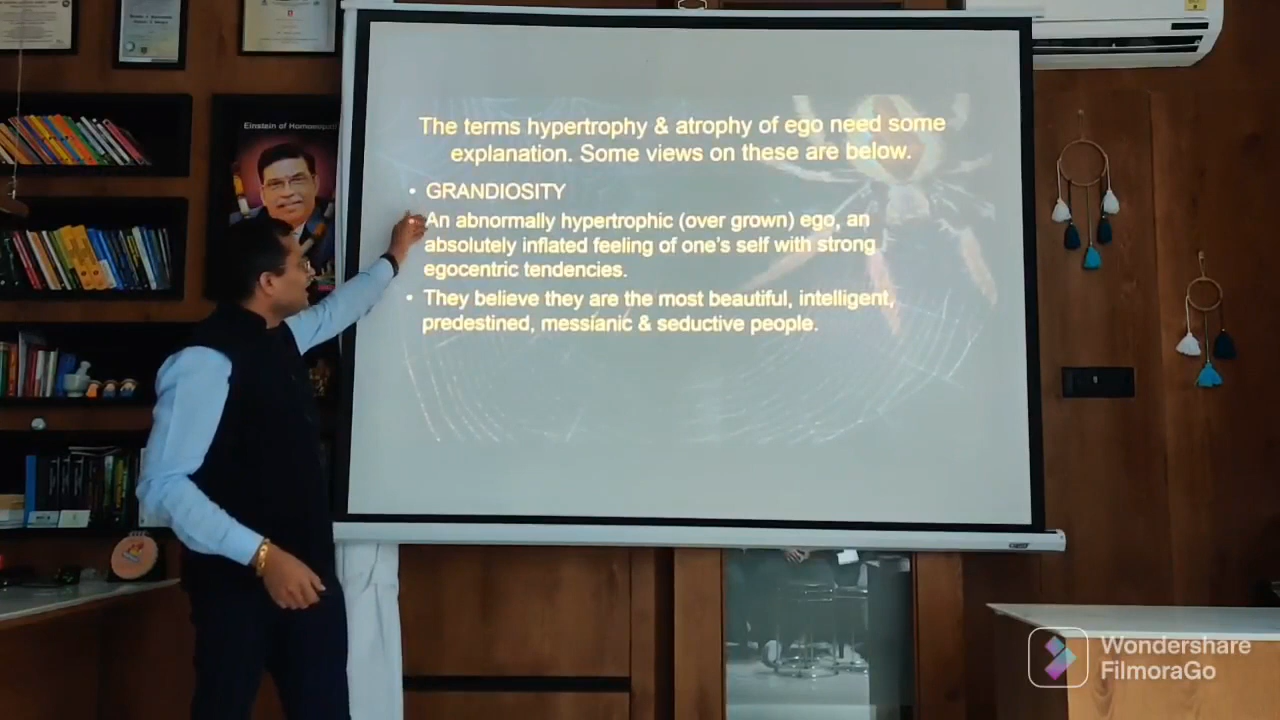 Einstein of Homoeopat
The terms hypertrophy & atrophy of ego need some
explanation. Some views on these are below.
• GRANDIOSITY
• An abnormally hypertrophic (over grown) ego, an
absolutely inflated feeling of one's self with strong
egocentric tendencies.
• They believe they are the most beautiful, intelligent,
predestined, messianic & seductive people.
Wondershare
FilmoraGo